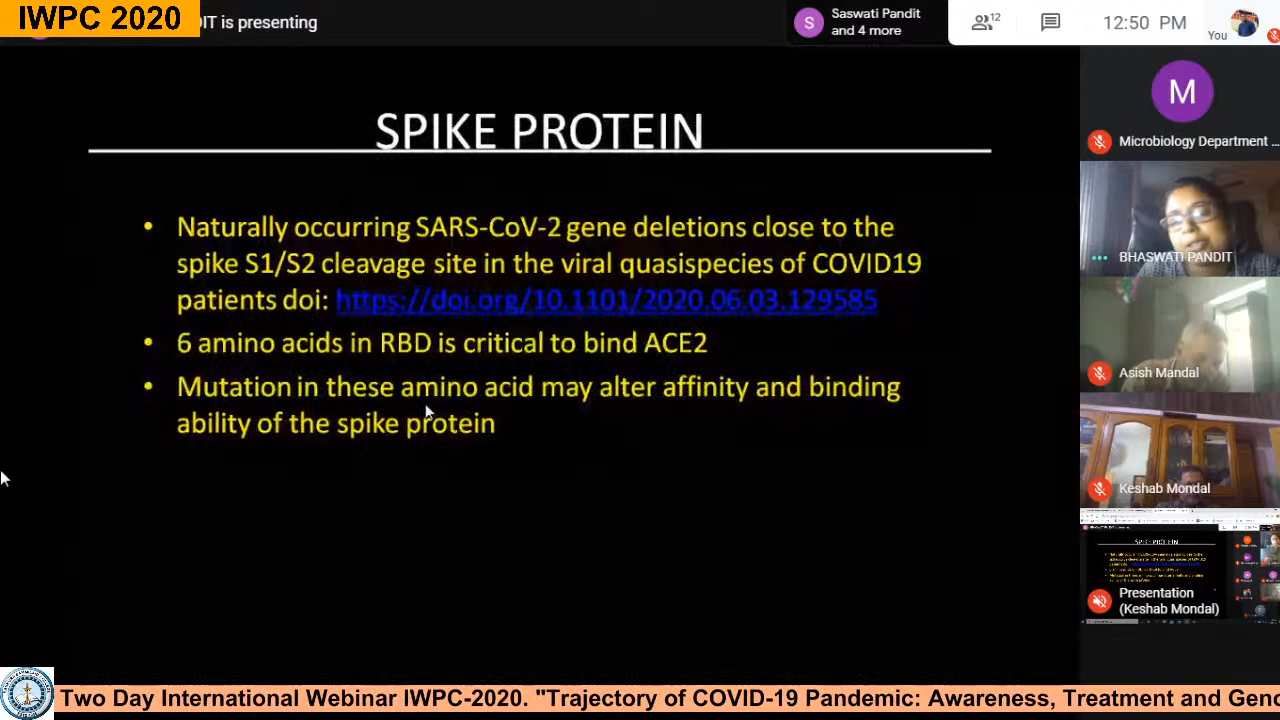 IWPC 2020
DIT is presenting
S
Saswati Pandit
and 4 more
12
12:50 PM
You
SPIKE PROTEIN
• Naturally occurring SARS-CoV-2 gene deletions close to the
spike S1/S2 cleavage site in the viral quasispecies of COVID19
patients doi: https://doi.org/10.1101/2020.06.03.129585
• 6 amino acids in RBD is critical to bind ACE2
• Mutation in these amino acid may alter affinity and binding
ability of the spike protein
M
Microbiology Department ...
BHASWATI PANDIT
Asish Mandal
Keshab Mondal
SPIKE PROTEIN
Presentation
(Keshab Mondal)
Two Day International Webinar IWPC-2020. "Trajectory of COVID-19 Pandemic: Awareness, Treatment and Geno